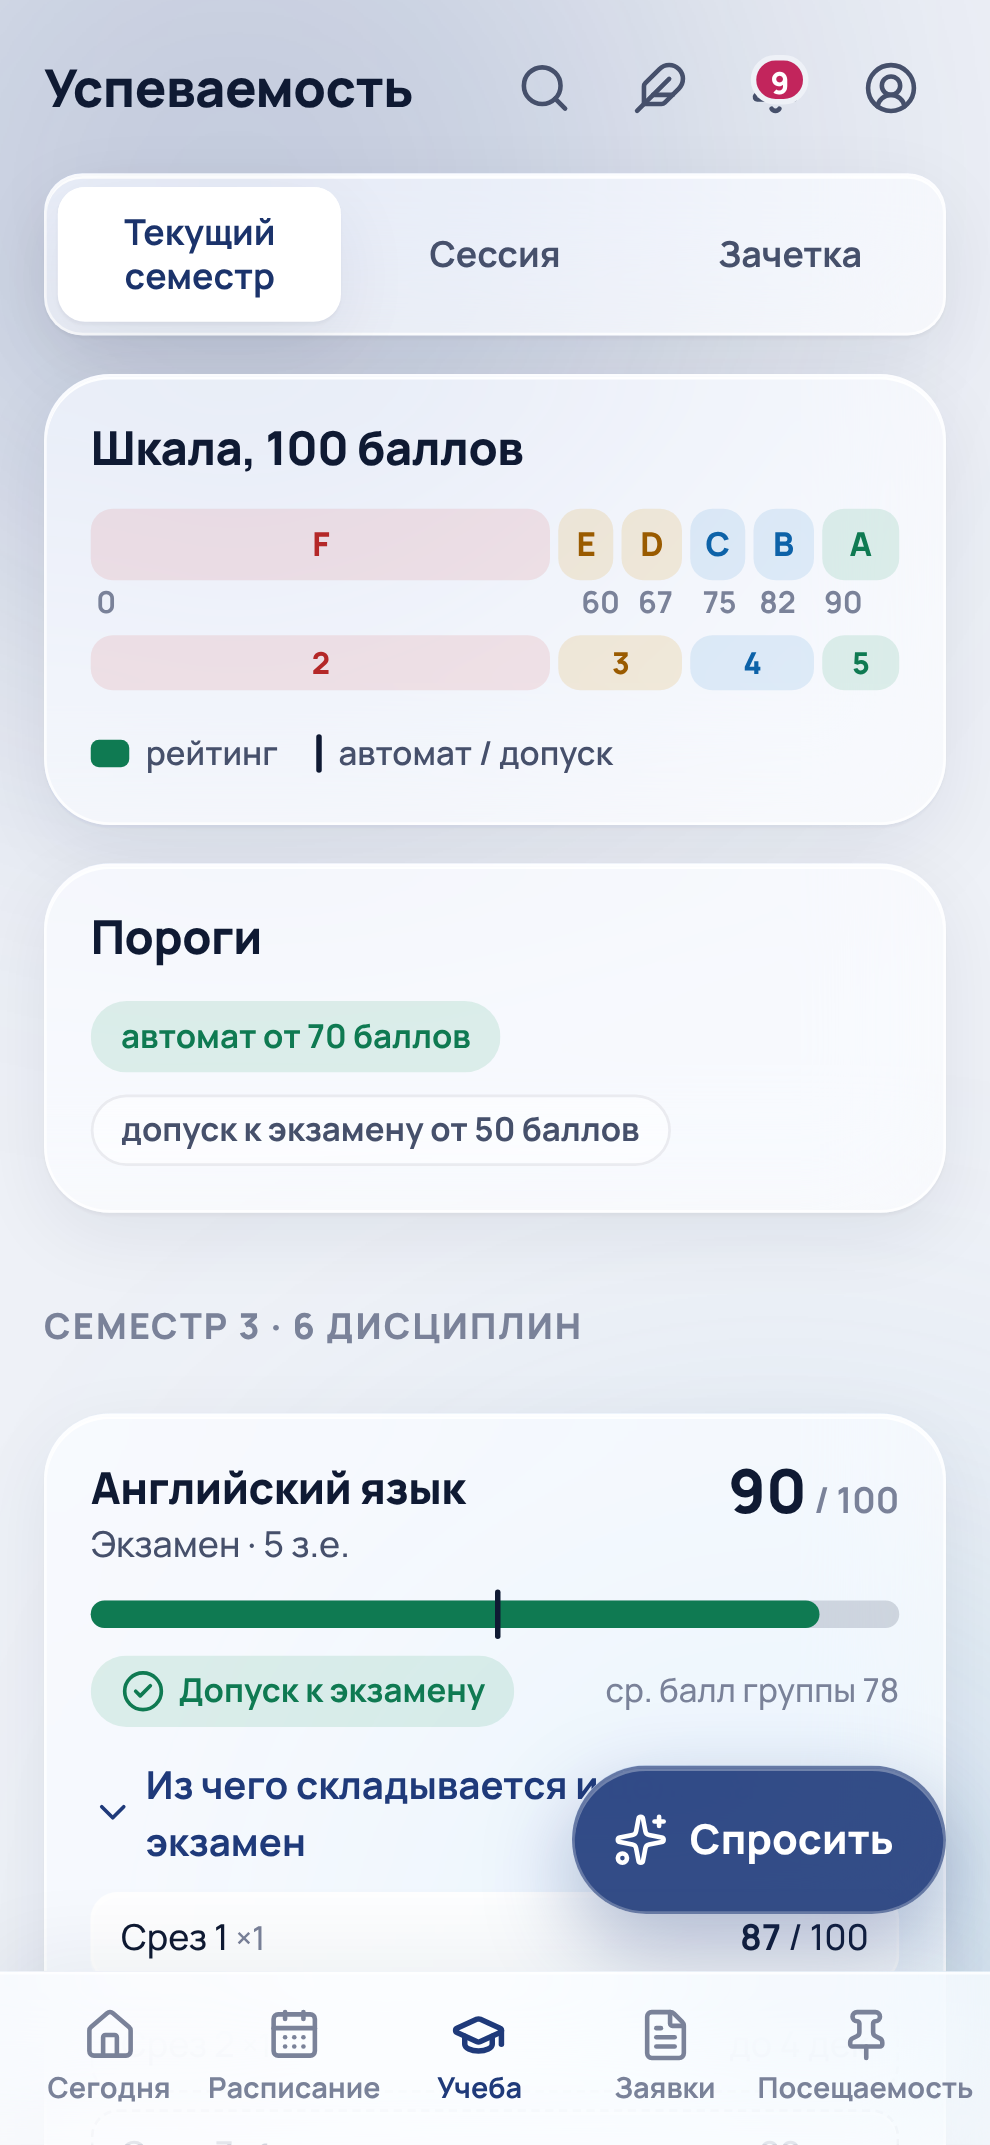 Успеваемость
9
Текущий
семестр
Сессия
Зачетка
Шкала, 100 баллов
F E D C B A
0 60 67 75 82 90
2 3 4 5
рейтинг автомат / допуск
Пороги
автомат от 70 баллов
допуск к экзамену от 50 баллов
СЕМЕСТР 3 · 6 ДИСЦИПЛИН
Английский язык 90 / 100
Экзамен · 5 з.е.
Допуск к экзамену ср. балл группы 78
Из чего складывается
экзамен
Спросить
Срез 1 ×1 87 / 100
Срез 2
Сегодня Расписание Учеба Заявки Посещаемость